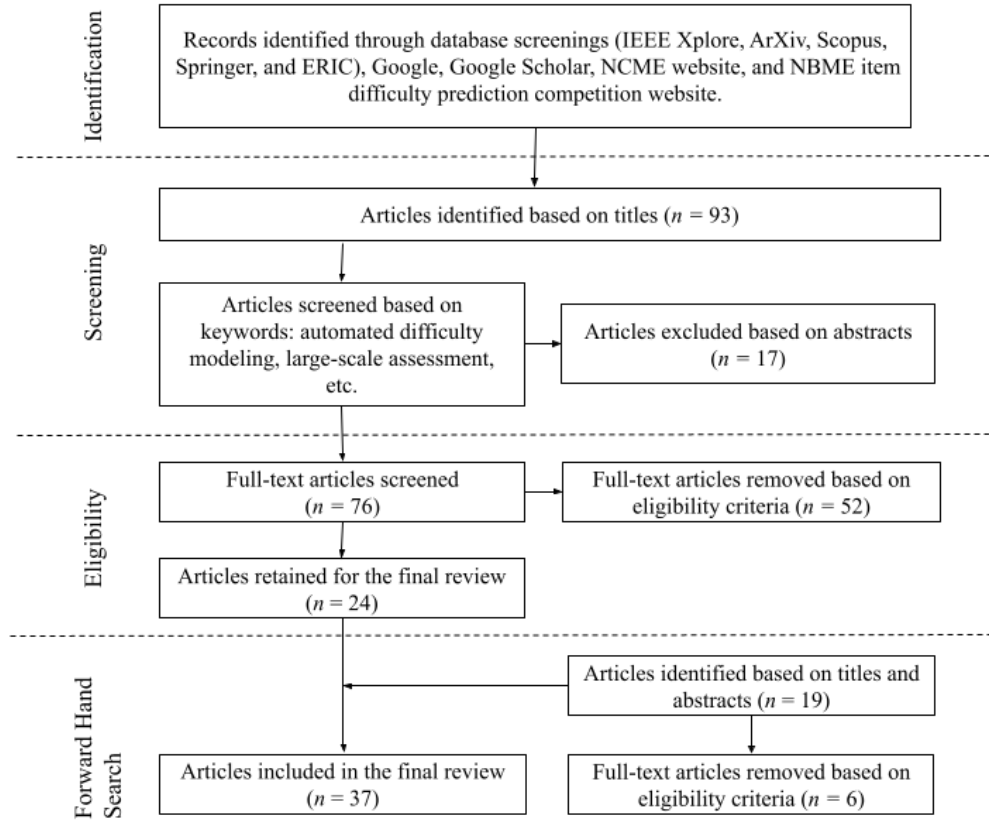 Identification
Records identified through database screenings (IEEE Xplore, ArXiv, Scopus,
Springer, and ERIC), Google, Google Scholar, NCME website, and NBME item
difficulty prediction competition website.
Screening
Articles identified based on titles (n = 93)
Articles screened based on
keywords: automated difficulty
modeling, large-scale assessment,
etc.
Articles excluded based on abstracts
(n = 17)
Eligibility
Full-text articles screened
(n = 76)
Full-text articles removed based on
eligibility criteria (n = 52)
Articles retained for the final review
(n = 24)
Forward Hand
Search
Articles identified based on titles and
abstracts (n = 19)
Articles included in the final review
(n = 37)
Full-text articles removed based on
eligibility criteria (n = 6)